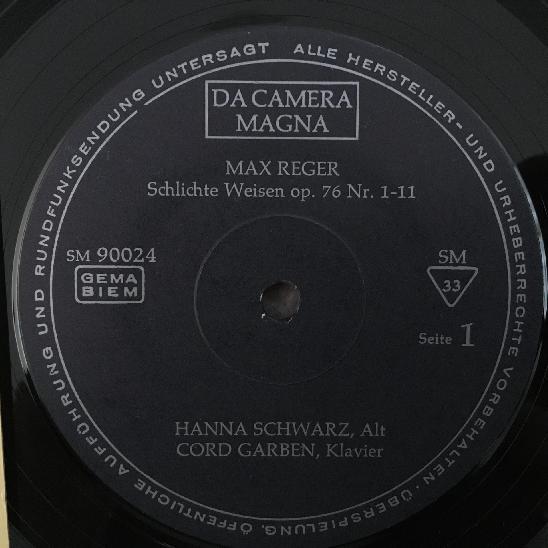 ALLE HERSTELLER- UND URHEBERRECHTE VORBEHALTEN · ÜBERSPIELUNG, ÖFFENTLICHE AUFFÜHRUNG UND RUNDFUNKSENDUNG UNTERSAGT
DA CAMERA
MAGNA
MAX REGER
Schlichte Weisen op. 76 Nr. 1-11
SM 90024
GEMA
BIEM
SM
33
Seite 1
HANNA SCHWARZ, Alt
CORD GARBEN, Klavier